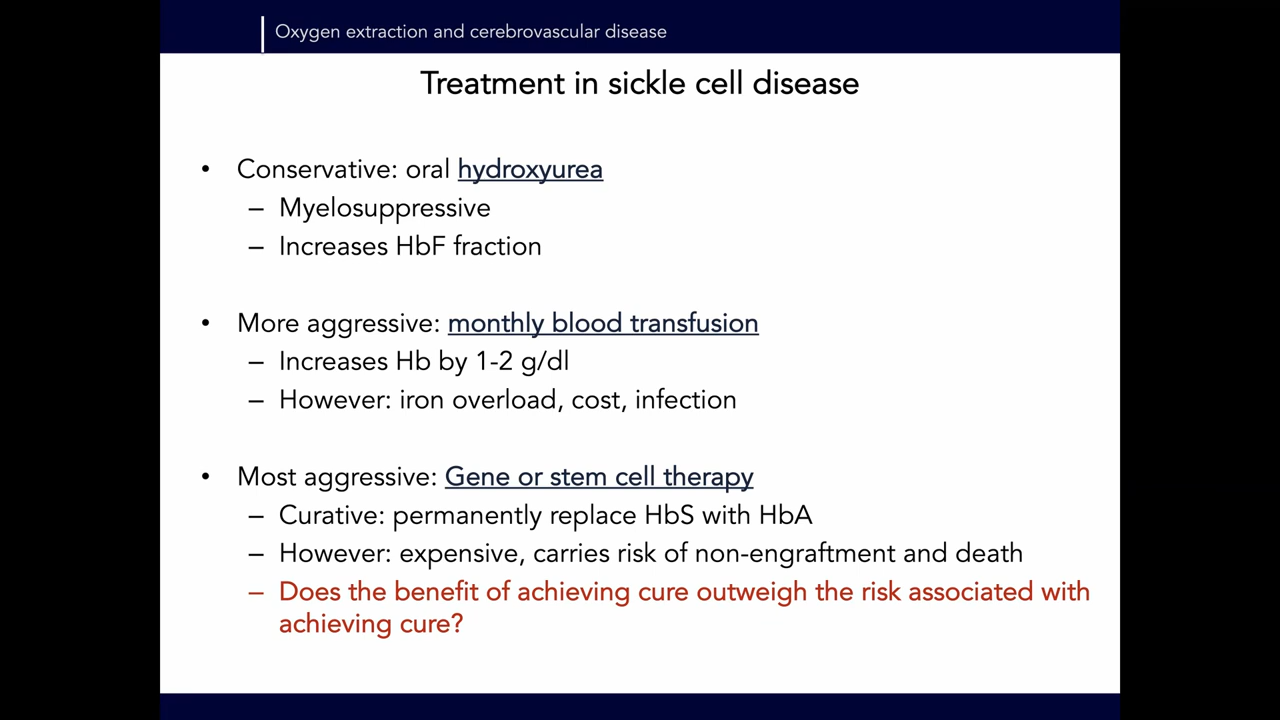 Oxygen extraction and cerebrovascular disease
Treatment in sickle cell disease
• Conservative: oral hydroxyurea
– Myelosuppressive
– Increases HbF fraction
• More aggressive: monthly blood transfusion
– Increases Hb by 1-2 g/dl
– However: iron overload, cost, infection
• Most aggressive: Gene or stem cell therapy
– Curative: permanently replace HbS with HbA
– However: expensive, carries risk of non-engraftment and death
– Does the benefit of achieving cure outweigh the risk associated with
achieving cure?